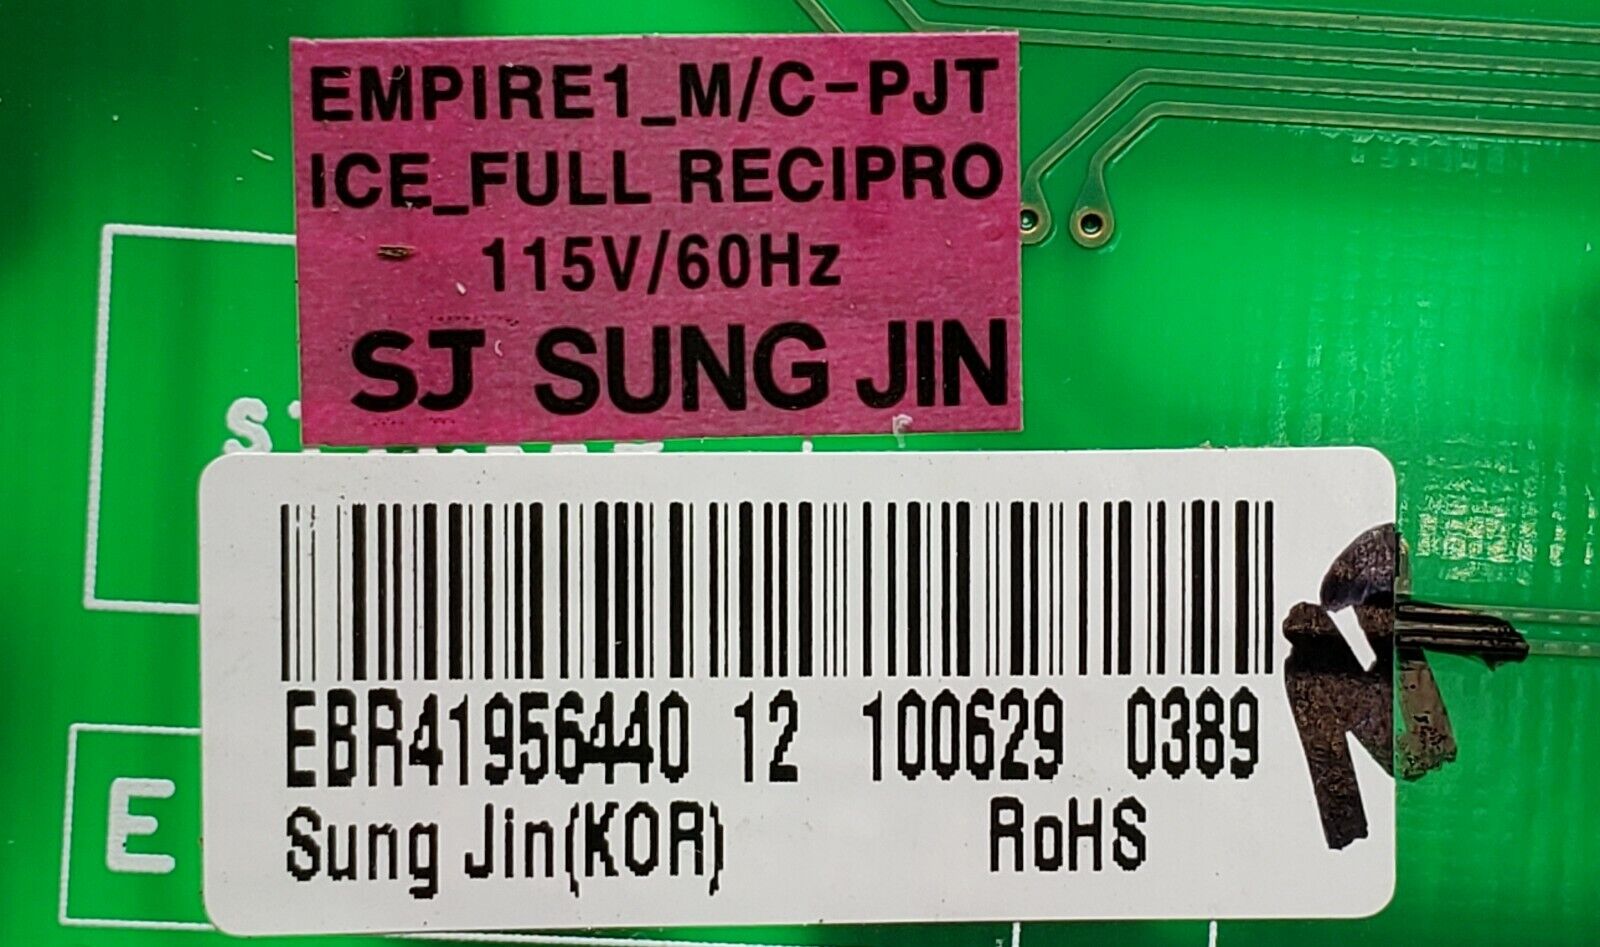 EMPIRE1_M/C-PJT
ICE_FULL RECIPRO
115V/60Hz
SJ SUNG JIN
EBR41956440 12 100629 0389
Sung Jin(KOR) RoHS
E